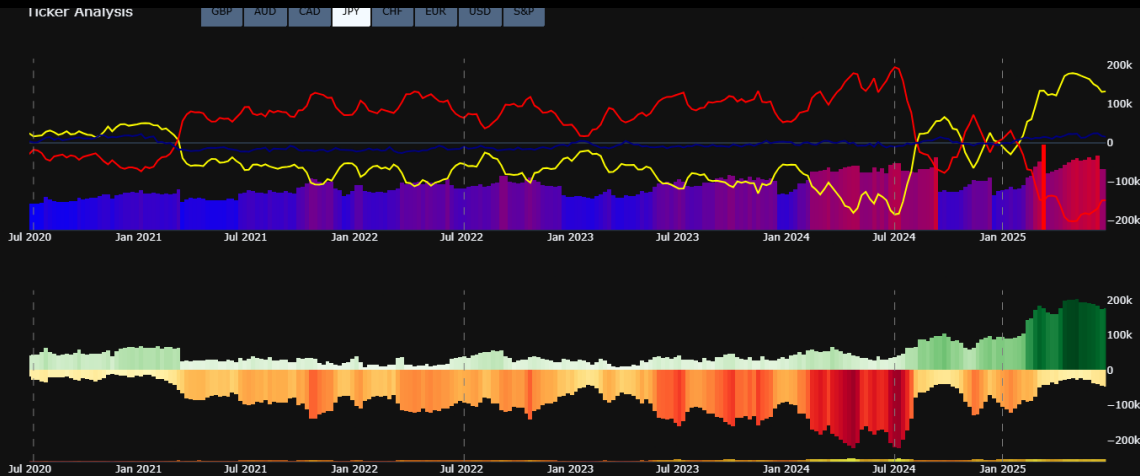 Ticker Analysis
GBP AUD CAD JPY CHF EUR USD S&P
200k
100k
0
−100k
−200k
Jul 2020 Jan 2021 Jul 2021 Jan 2022 Jul 2022 Jan 2023 Jul 2023 Jan 2024 Jul 2024 Jan 2025
200k
100k
0
−100k
−200k
Jul 2020 Jan 2021 Jul 2021 Jan 2022 Jul 2022 Jan 2023 Jul 2023 Jan 2024 Jul 2024 Jan 2025